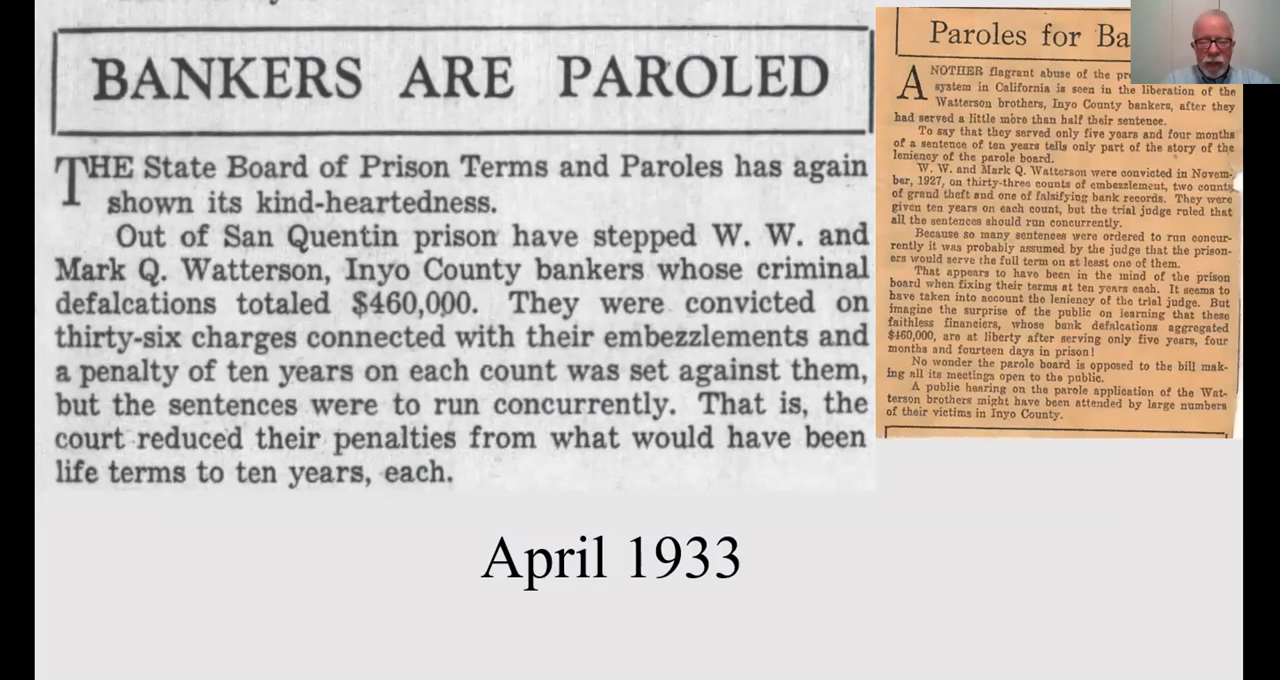 BANKERS ARE PAROLED
THE State Board of Prison Terms and Paroles has again
shown its kind-heartedness.
Out of San Quentin prison have stepped W. W. and
Mark Q. Watterson, Inyo County bankers whose criminal
defalcations totaled $460,000. They were convicted on
thirty-six charges connected with their embezzlements and
a penalty of ten years on each count was set against them,
but the sentences were to run concurrently. That is, the
court reduced their penalties from what would have been
life terms to ten years, each.
Paroles for Ba
ANOTHER flagrant abuse of the pr
system in California is seen in the liberation of the
Watterson brothers, Inyo County bankers, after they
had served a little more than half their sentence.
To say that they served only five years and four months
of a sentence of ten years tells only part of the story of the
leniency of the parole board.
W. W. and Mark Q. Watterson were convicted in Novem-
ber, 1927, on thirty-three counts of embezzlement, two counts
of grand theft and one of falsifying bank records. They were
given ten years on each count, but the trial judge ruled that
all the sentences should run concurrently.
Because so many sentences were ordered to run concur-
rently it was probably assumed by the judge that the prison-
ers would serve the full term on at least one of them.
That appears to have been in the mind of the prison
board when fixing their terms at ten years each. It seems to
have taken into account the leniency of the trial judge. But
imagine the surprise of the public on learning that these
faithless financiers, whose bank defalcations aggregated
$460,000, are at liberty after serving only five years, four
months and fourteen days in prison!
No wonder the parole board is opposed to the bill mak-
ing all its meetings open to the public.
A public hearing on the parole application of the Wat-
terson brothers might have been attended by large numbers
of their victims in Inyo County.
April 1933